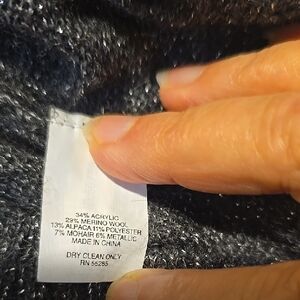 34% ACRYLIC
29% MERINO WOOL
13% ALPACA 11% POLYESTER
7% MOHAIR 6% METALLIC
MADE IN CHINA
DRY CLEAN ONLY
RN 55285